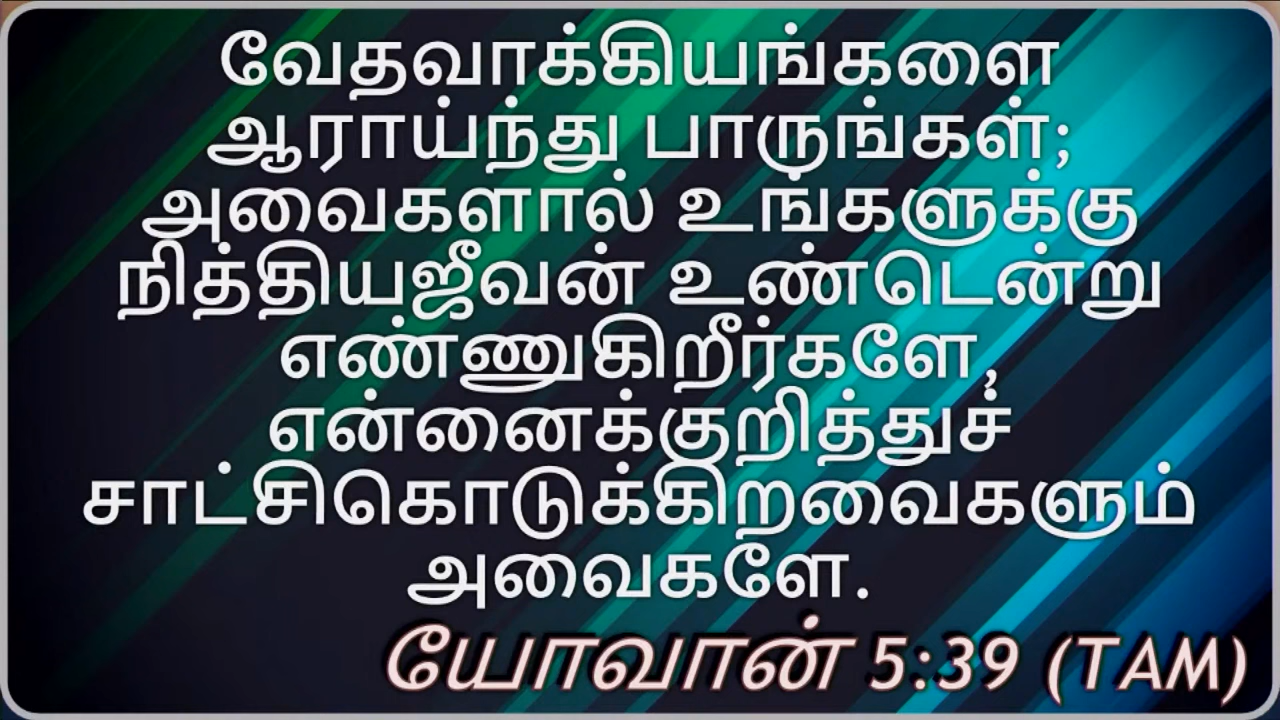 வேதவாக்கியங்களை
ஆராய்ந்து பாருங்கள்;
அவைகளால் உங்களுக்கு
நித்தியஜீவன் உண்டென்று
எண்ணுகிறீர்களே,
என்னைக்குறித்துச்
சாட்சிகொடுக்கிறவைகளும்
அவைகளே.
யோவான் 5:39 (TAM)